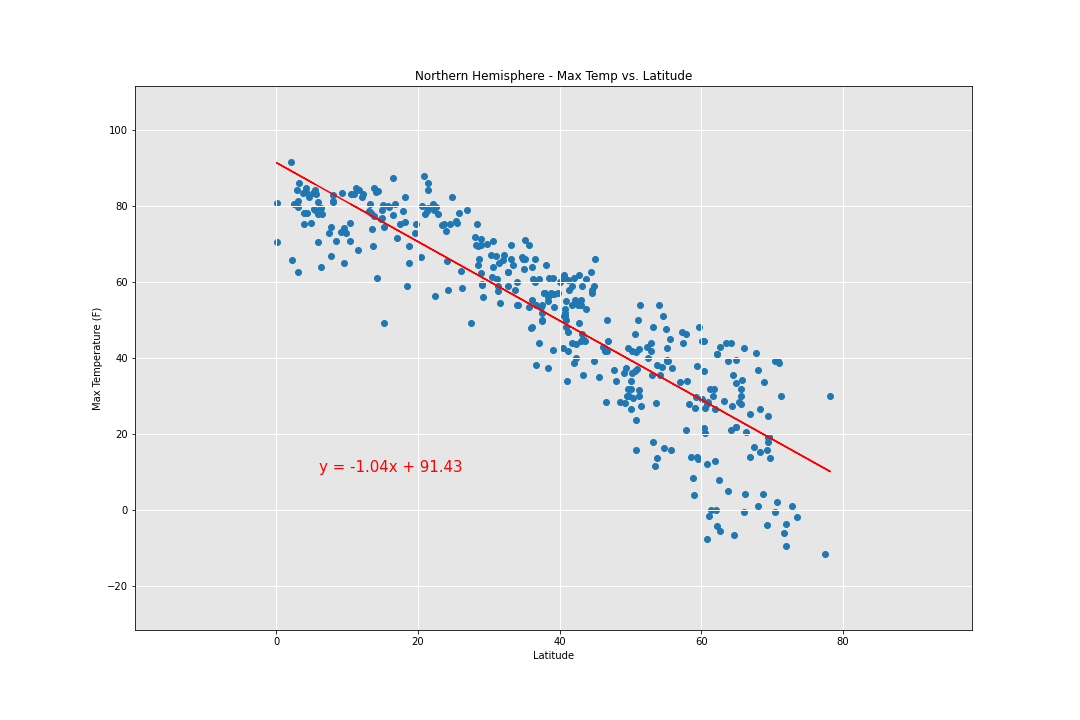 Northern Hemisphere - Max Temp vs. Latitude
100
80
60
40
20
0
−20
Max Temperature (F)
y = -1.04x + 91.43
0 20 40 60 80
Latitude